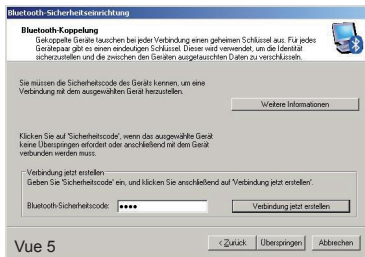 Bluetooth-Sicherheitseinrichtung
Bluetooth-Koppelung
Gekoppelte Geräte tauschen bei jeder Verbindung einen geheimen Schlüssel aus. Für jedes
Gerätepaar gibt es einen eindeutigen Schlüssel. Dieser wird verwendet, um die Identität
sicherzustellen und die zwischen den Geräten ausgetauschten Daten zu verschlüsseln.
Sie müssen die Sicherheitscode des Geräts kennen, um eine
Verbindung mit dem ausgewählten Gerät herzustellen.
Weitere Informationen
Klicken Sie auf 'Sicherheitscode', wenn das ausgewählte Gerät
keine Überspringen erfordert oder anschließend mit dem Gerät
verbunden werden muss.
Verbindung jetzt erstellen
Geben Sie 'Sicherheitscode' ein, und klicken Sie anschließend auf 'Verbindung jetzt erstellen'.
Bluetooth-Sicherheitscode: ●●●● Verbindung jetzt erstellen
Vue 5 < Zurück Überspringen Abbrechen